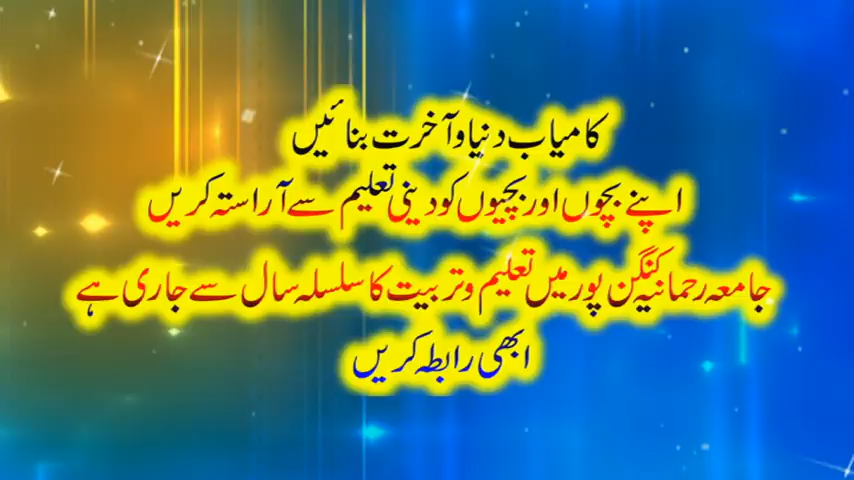 کامیاب دنیا و آخرت بنائیں
اپنے بچوں اور بچیوں کو دینی تعلیم سے آراستہ کریں
جامعہ رحمانیہ کنگن پور میں تعلیم و تربیت کا سلسلہ سال سے جاری ہے
ابھی رابطہ کریں